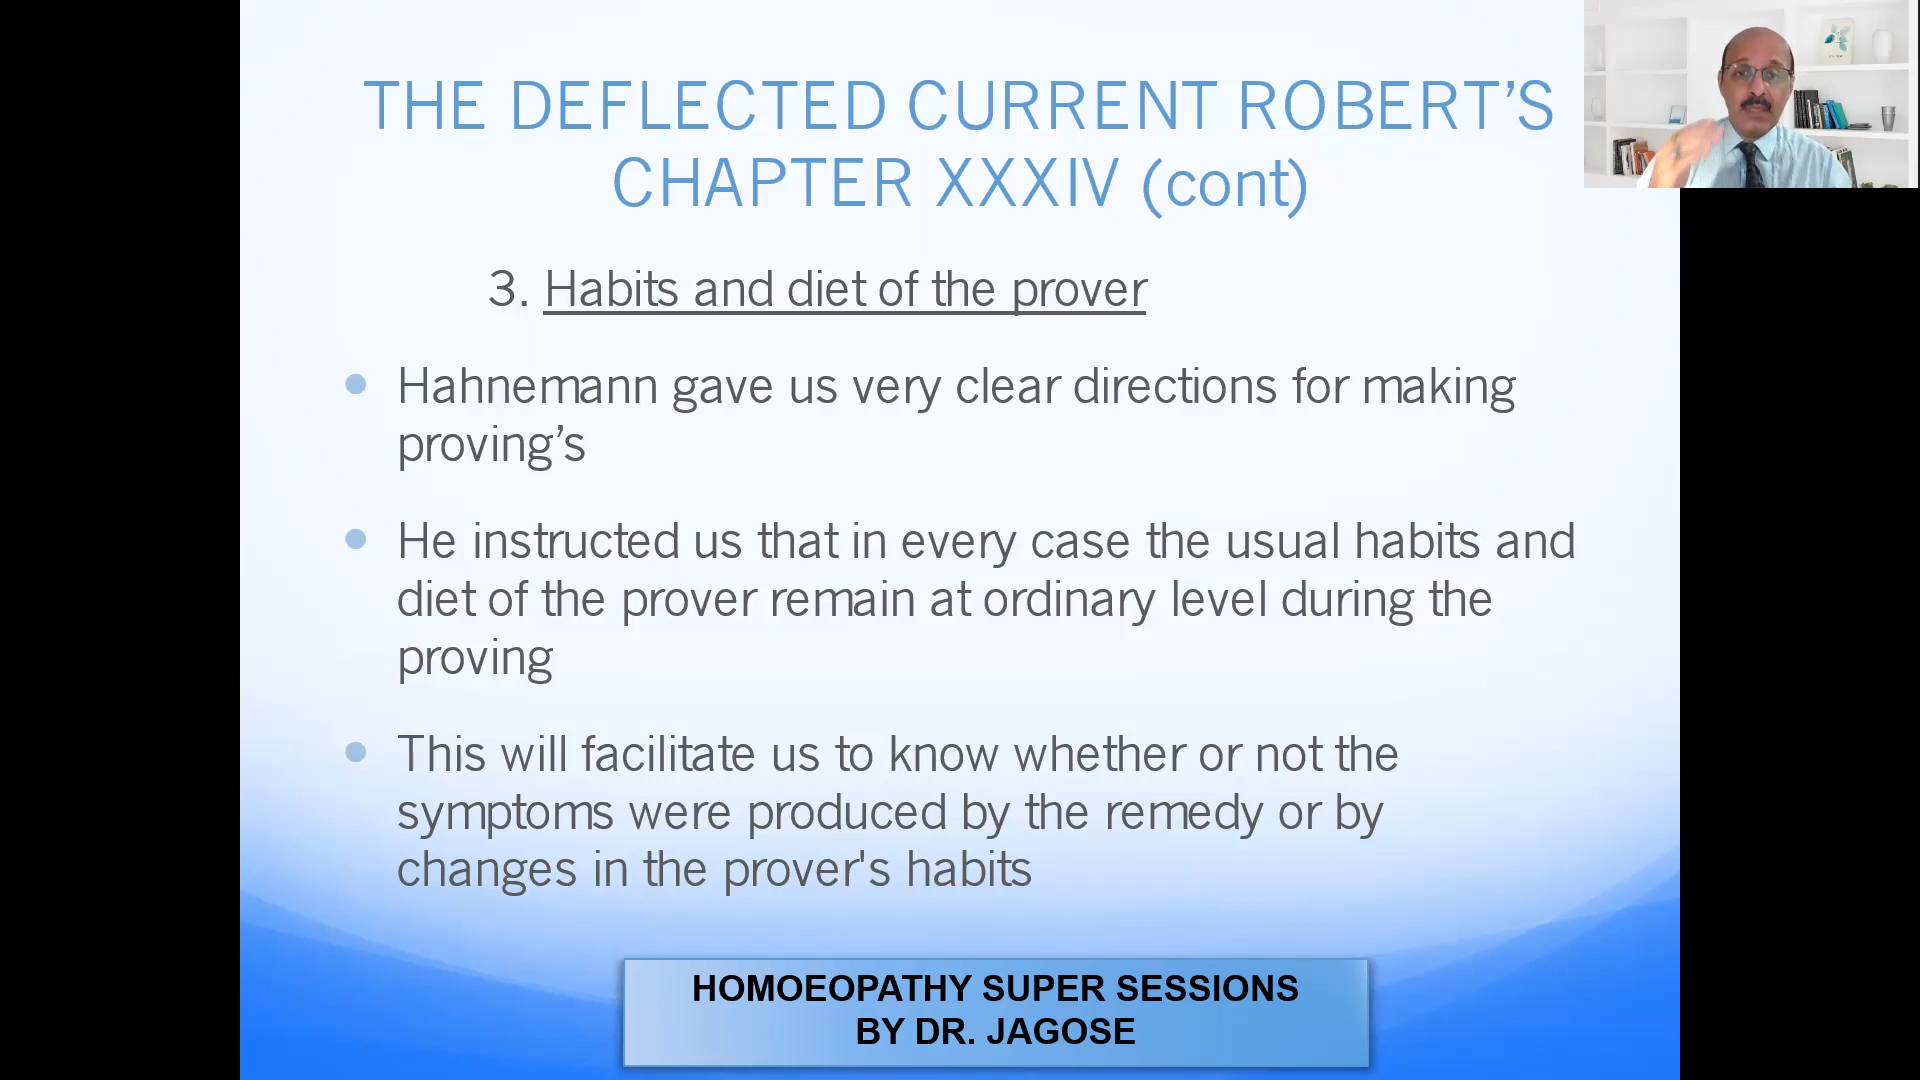 THE DEFLECTED CURRENT ROBERT’S
CHAPTER XXXIV (cont)
3. Habits and diet of the prover
Hahnemann gave us very clear directions for making
proving’s
He instructed us that in every case the usual habits and
diet of the prover remain at ordinary level during the
proving
This will facilitate us to know whether or not the
symptoms were produced by the remedy or by
changes in the prover's habits
HOMOEOPATHY SUPER SESSIONS
BY DR. JAGOSE